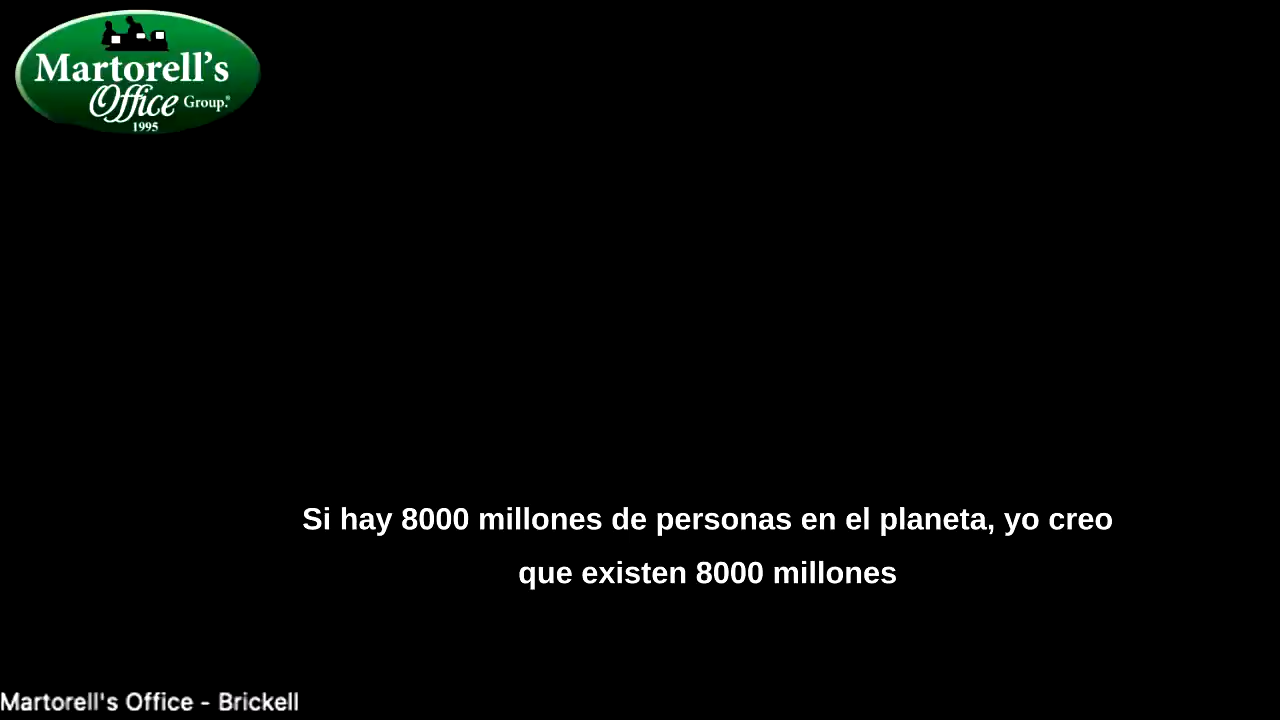 Martorell's
Office Group.®
1995
Si hay 8000 millones de personas en el planeta, yo creo
que existen 8000 millones
Martorell's Office - Brickell